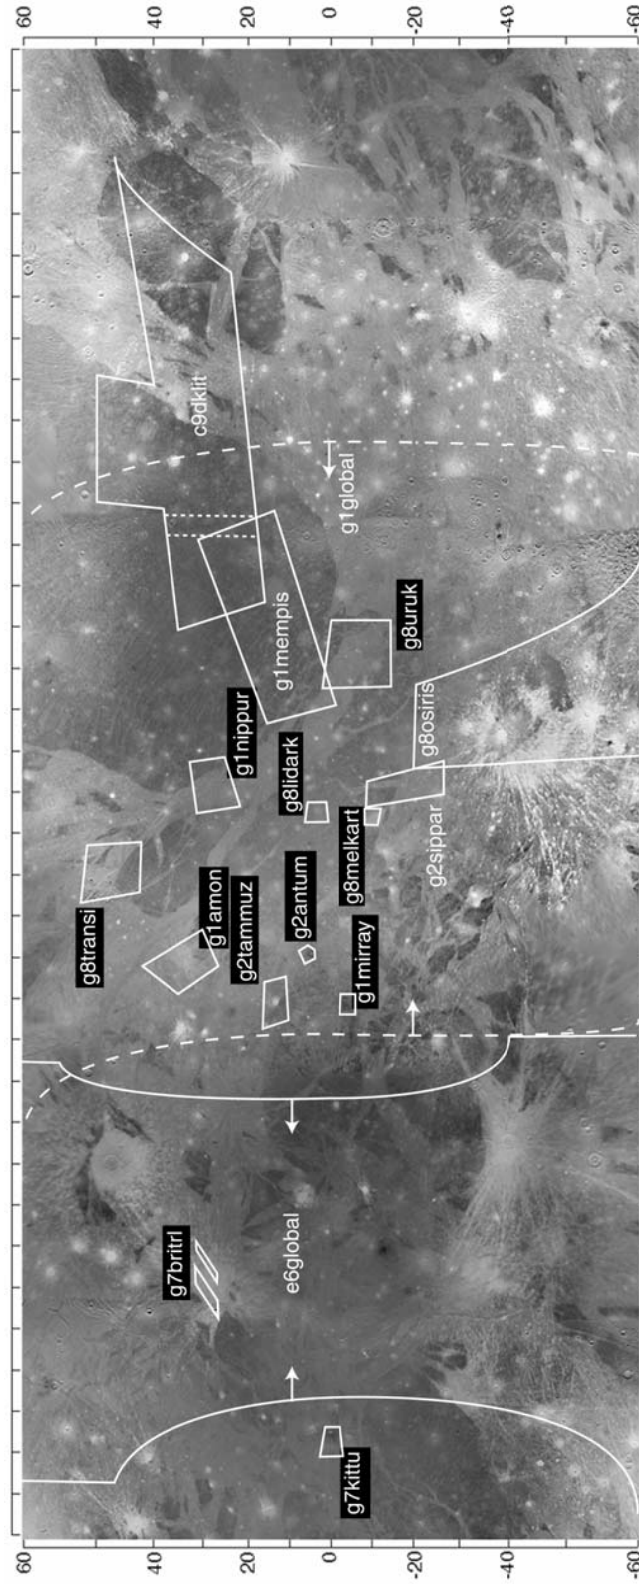 60
40
20
0
-20
-40
-60
g8transi
g1nippur
c9dklit
g7britrl
g1amon
g2tammuz
g1mempis
g8lidark
g2antum
e6global
g1global
g7kittu
g1mirray
g8melkart
g8uruk
g2sippar
g8osiris
60
40
20
0
-20
-40
-60